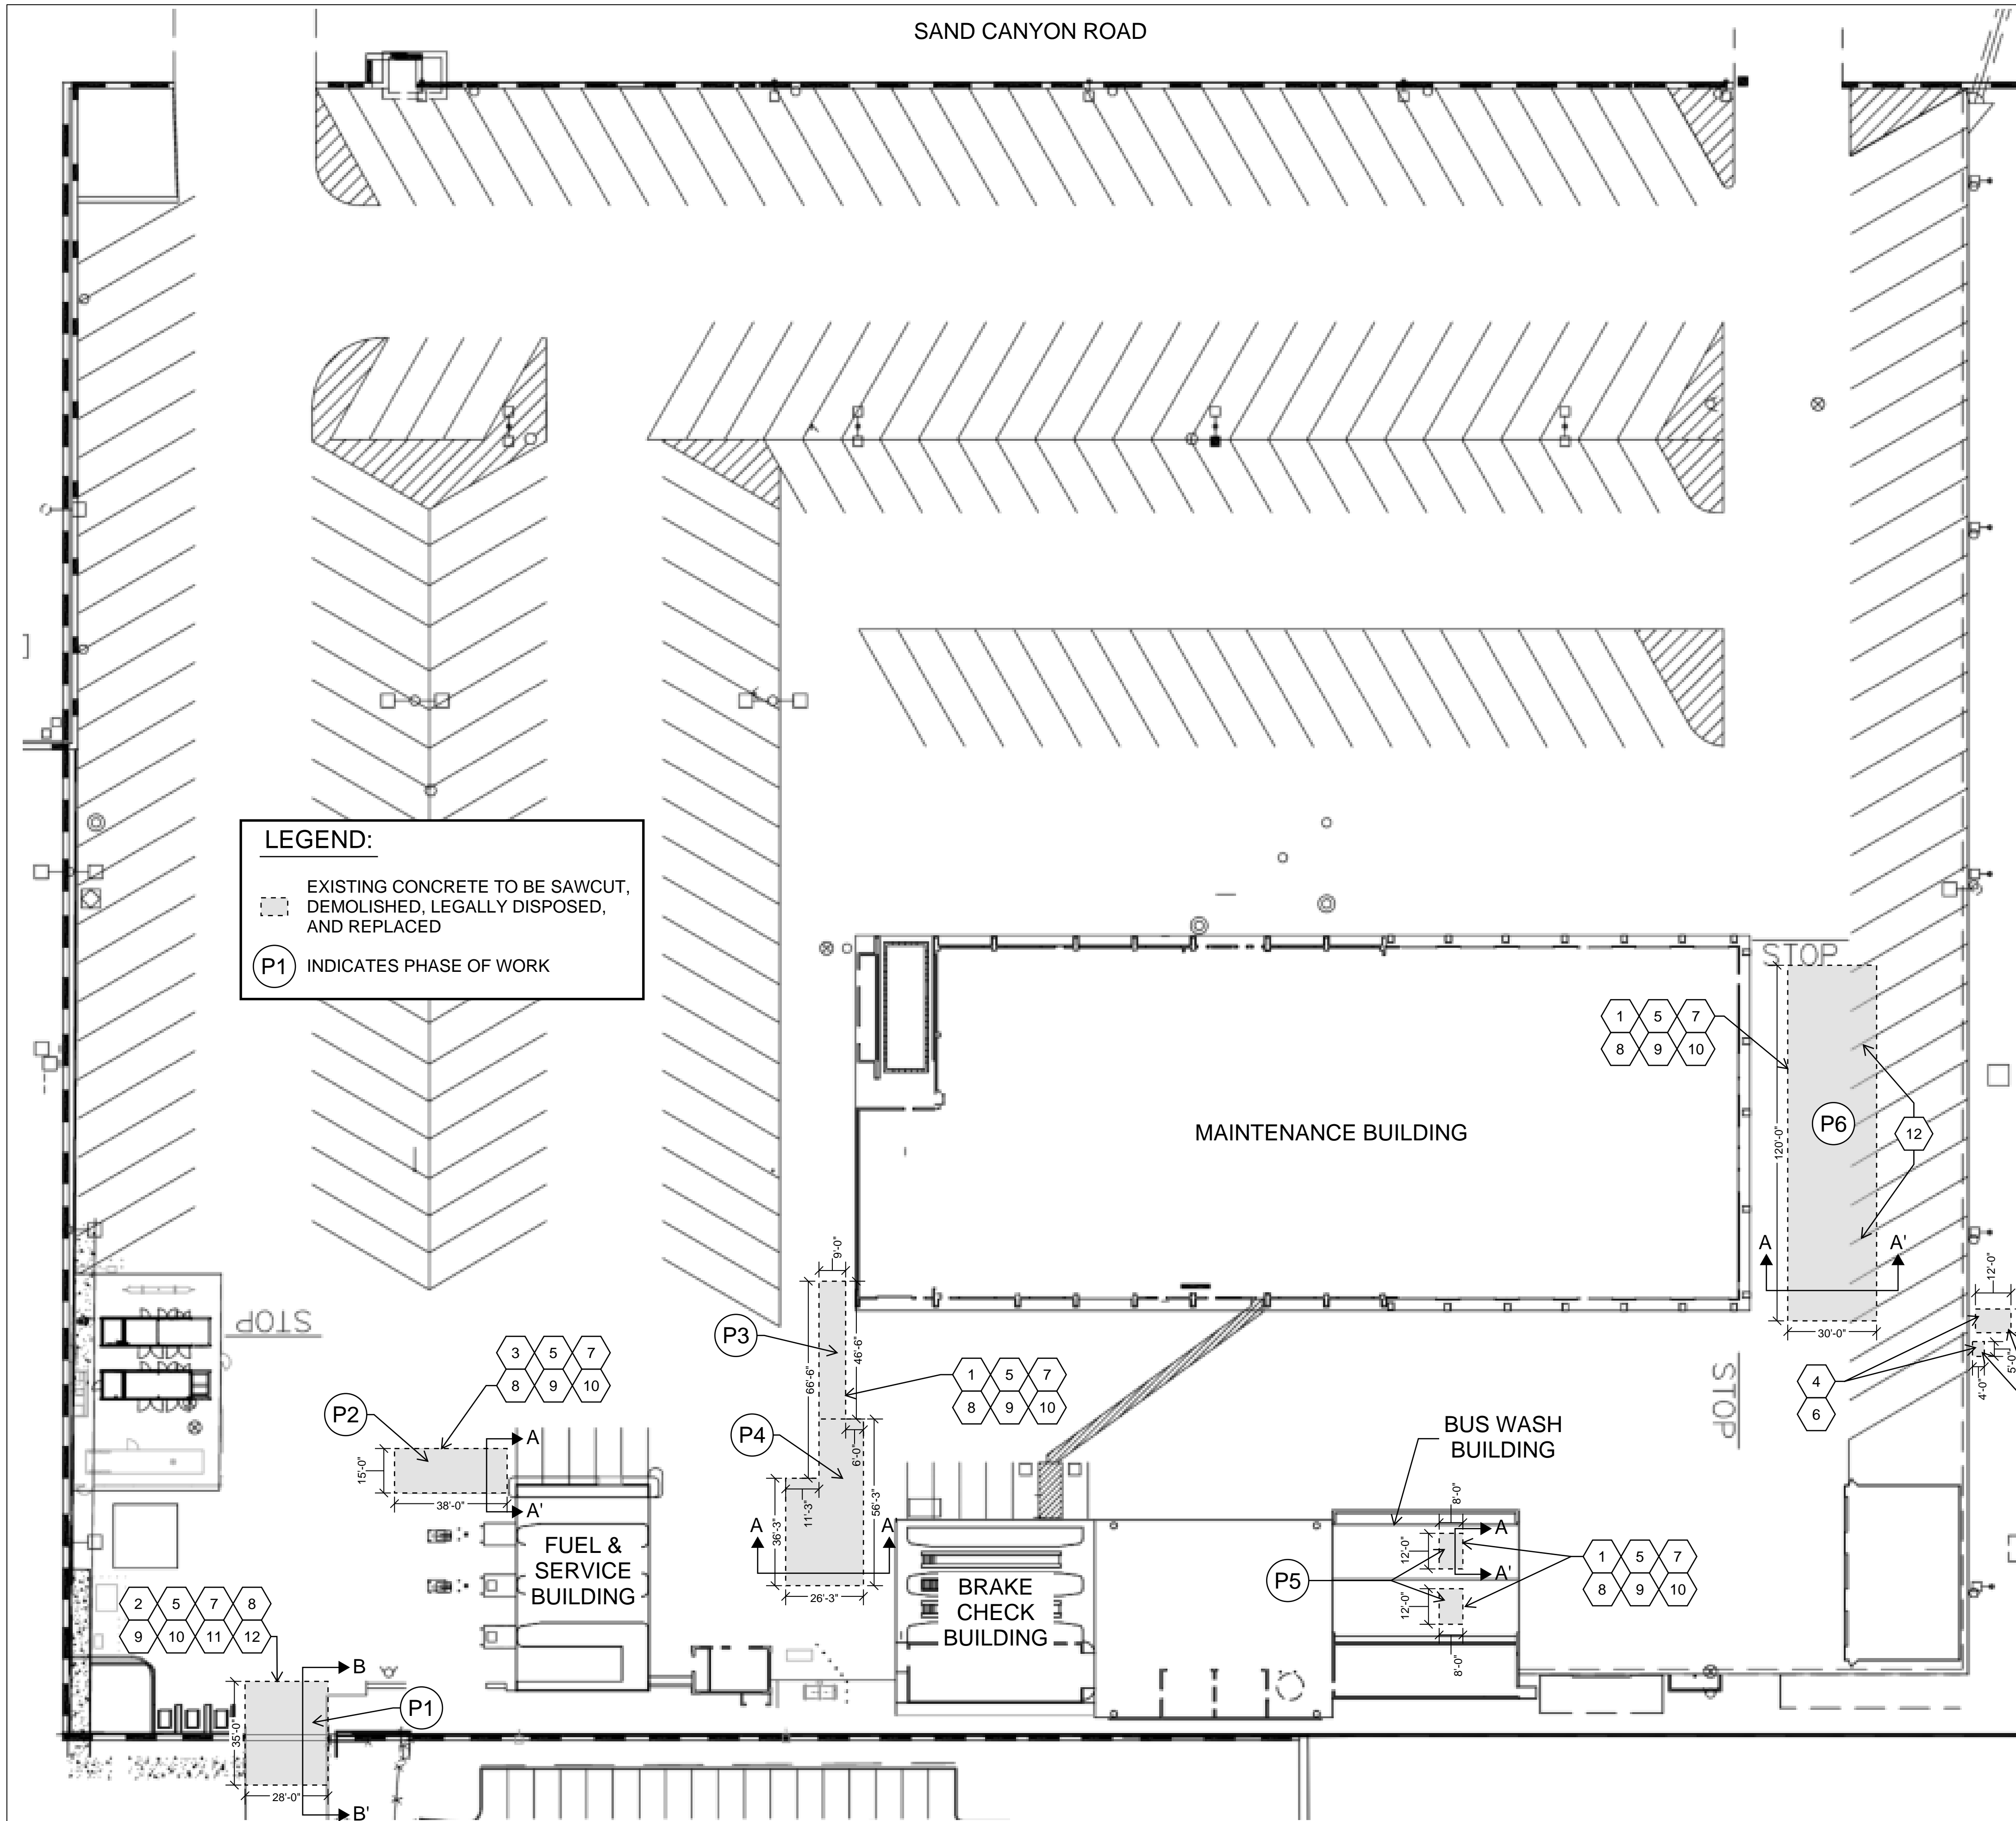 SAND CANYON ROAD
LEGEND:
EXISTING CONCRETE TO BE SAWCUT,
DEMOLISHED, LEGALLY DISPOSED,
AND REPLACED
P1
INDICATES PHASE OF WORK
STOP
1 5 7
8 9 10
P6
12
120'-0"
MAINTENANCE BUILDING
A A'
30'-0"
12'-0"
5'-0"
4'-0"
4
6
STOP
STOP
9'-0"
P3
66'-6"
46'-6"
1 5 7
8 9 10
3 5 7
8 9 10
P2
A
A'
15'-0"
38'-0"
P4
6'-0"
11'-3"
36'-3"
56'-3"
A A
26'-3"
FUEL &
SERVICE
BUILDING
BRAKE
CHECK
BUILDING
BUS WASH
BUILDING
8'-0"
12'-0"
A
A'
P5
12'-0"
8'-0"
1 5 7
8 9 10
2 5 7 8
9 10 11 12
B
P1
35'-0"
28'-0"
B'